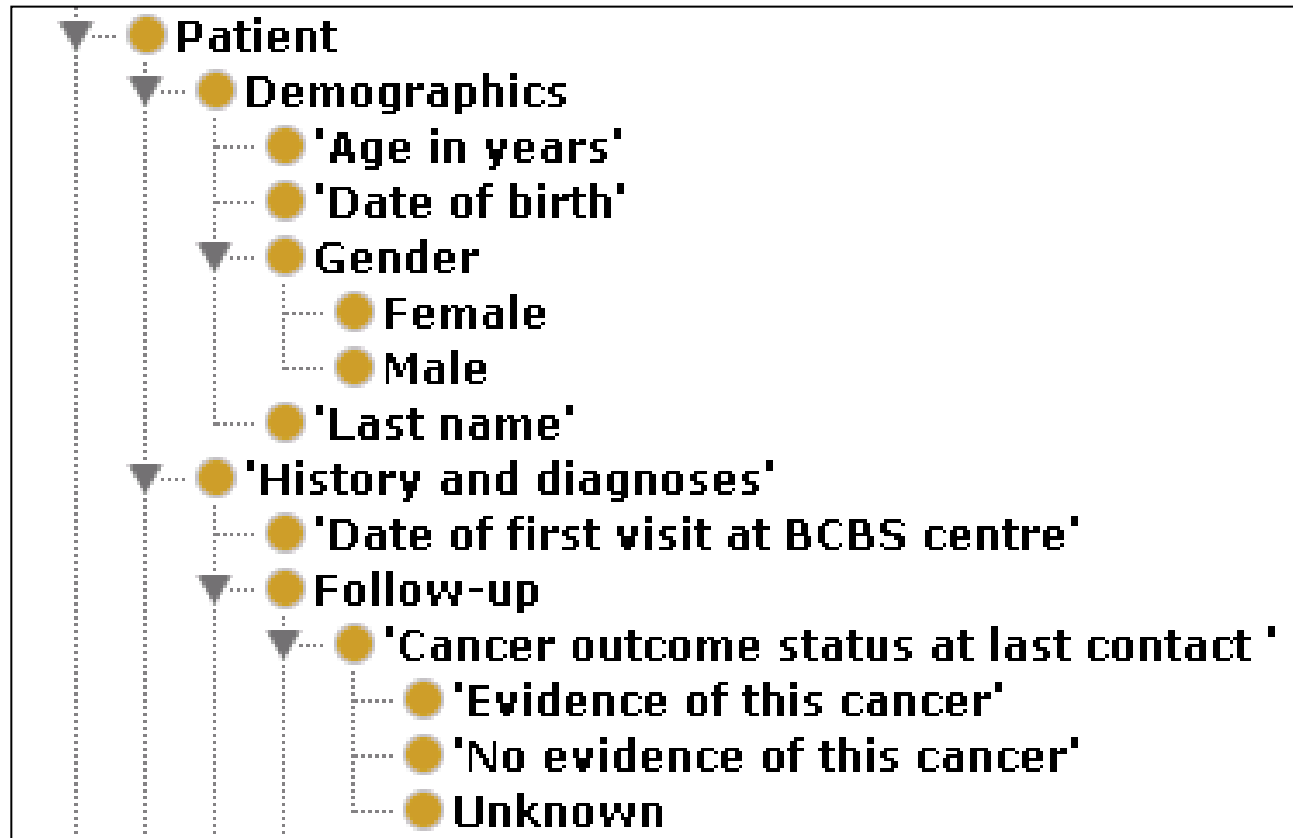 Patient
Demographics
'Age in years'
'Date of birth'
Gender
Female
Male
'Last name'
'History and diagnoses'
'Date of first visit at BCBS centre'
Follow-up
'Cancer outcome status at last contact '
'Evidence of this cancer'
'No evidence of this cancer'
Unknown